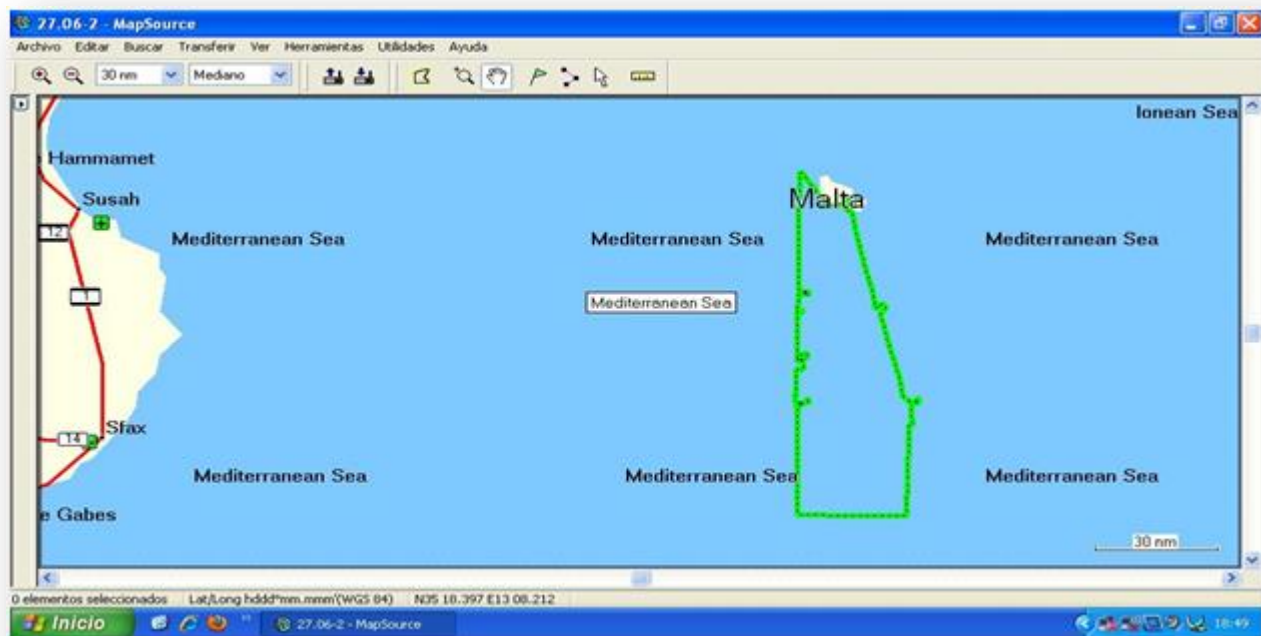 27.06-2 - MapSource
Archivo Editar Buscar Transferir Ver Herramientas Utilidades Ayuda
30 nm Mediano
Ionean Sea
Hammamet
Susah
Malta
12
Mediterranean Sea Mediterranean Sea Mediterranean Sea
1
Mediterranean Sea
Sfax
14
Mediterranean Sea Mediterranean Sea Mediterranean Sea
e Gabes
30 nm
0 elementos seleccionados Lat/Long hddd°mm.mmm'(WGS 84) N35 18.397 E13 08.212
Inicio 27.06-2 - MapSource 18:49